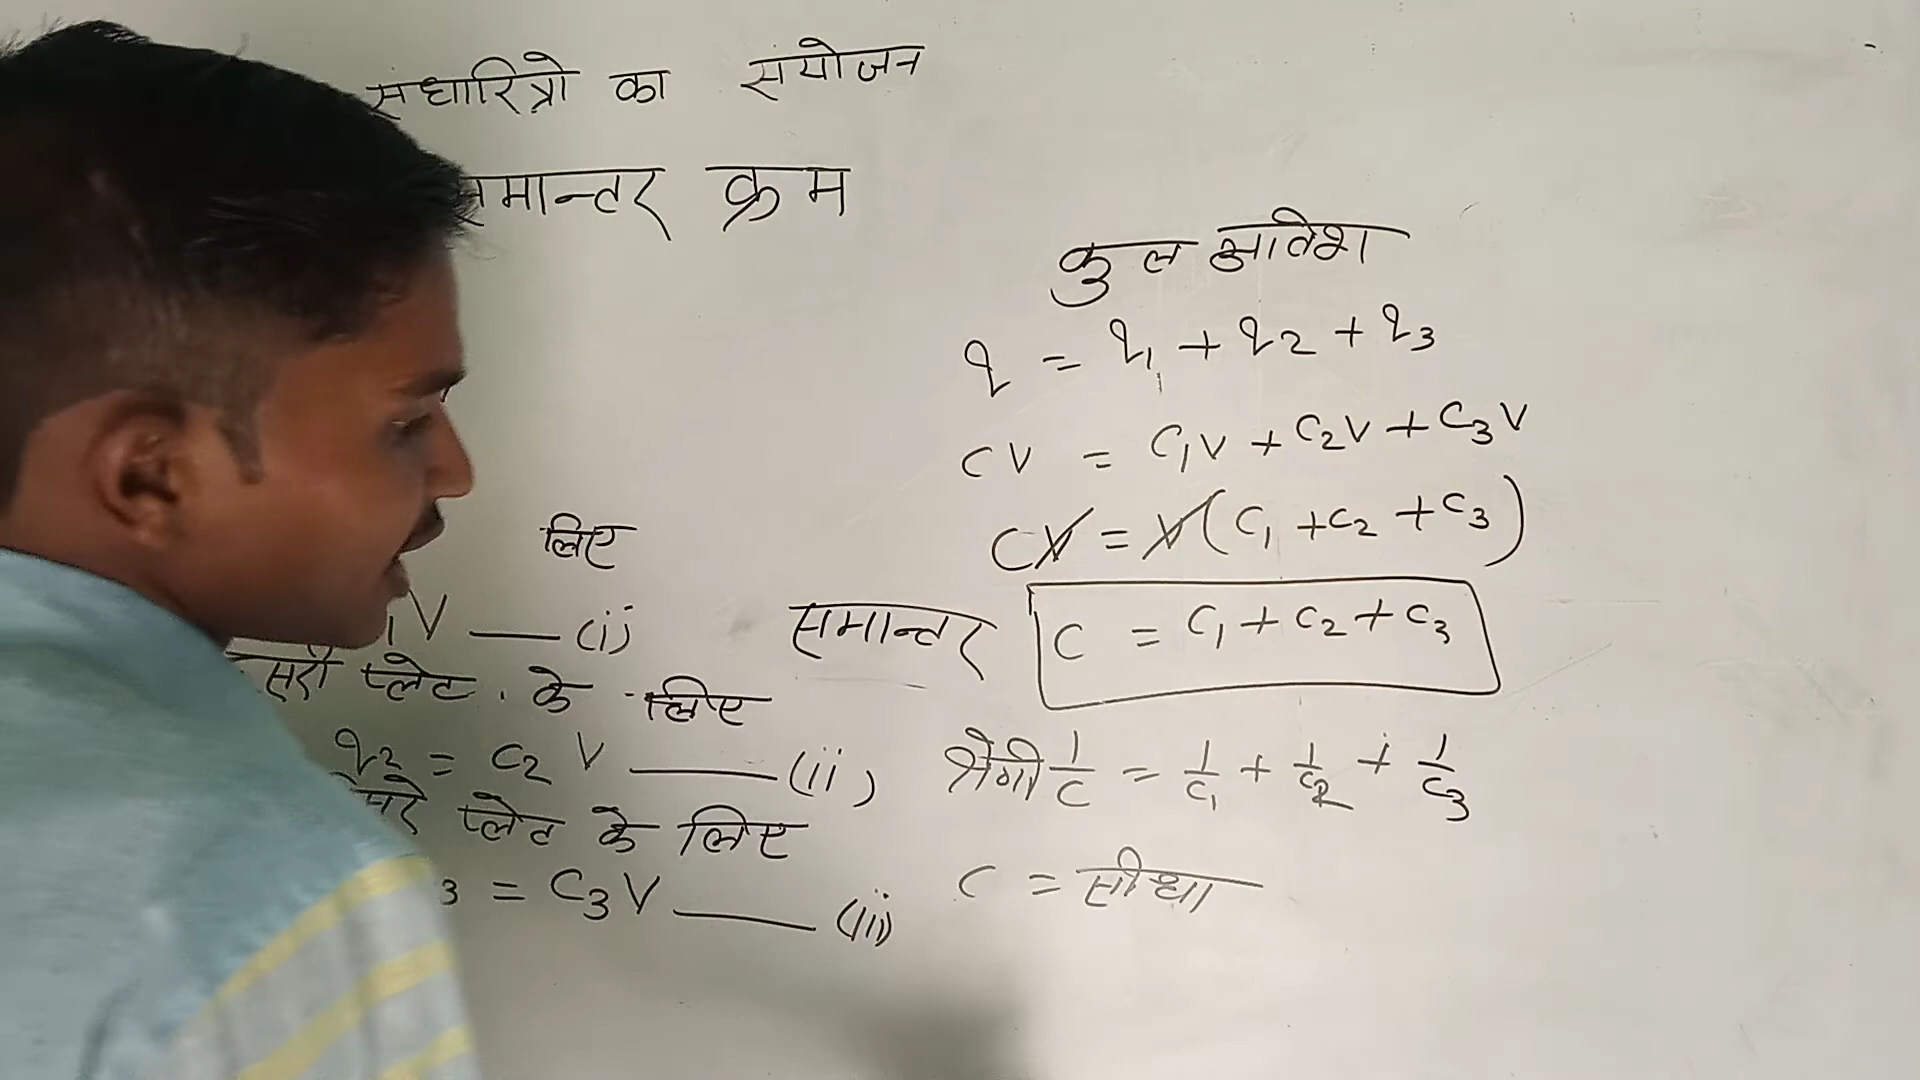 संधारित्रो का संयोजन
समान्तर क्रम
लिए
V —— (i)
प्लेट के लिए
q2 = C2 V —— (ii)
प्लेट के लिए
3 = C3 V —— (iii)
कुल आवेश
q = q1 + q2 + q3
CV = C1V + C2V + C3V
CV = V(C1 + C2 + C3)
समान्तर C = C1 + C2 + C3
श्रेणी 1/C = 1/C1 + 1/C2 + 1/C3
C = सीधा